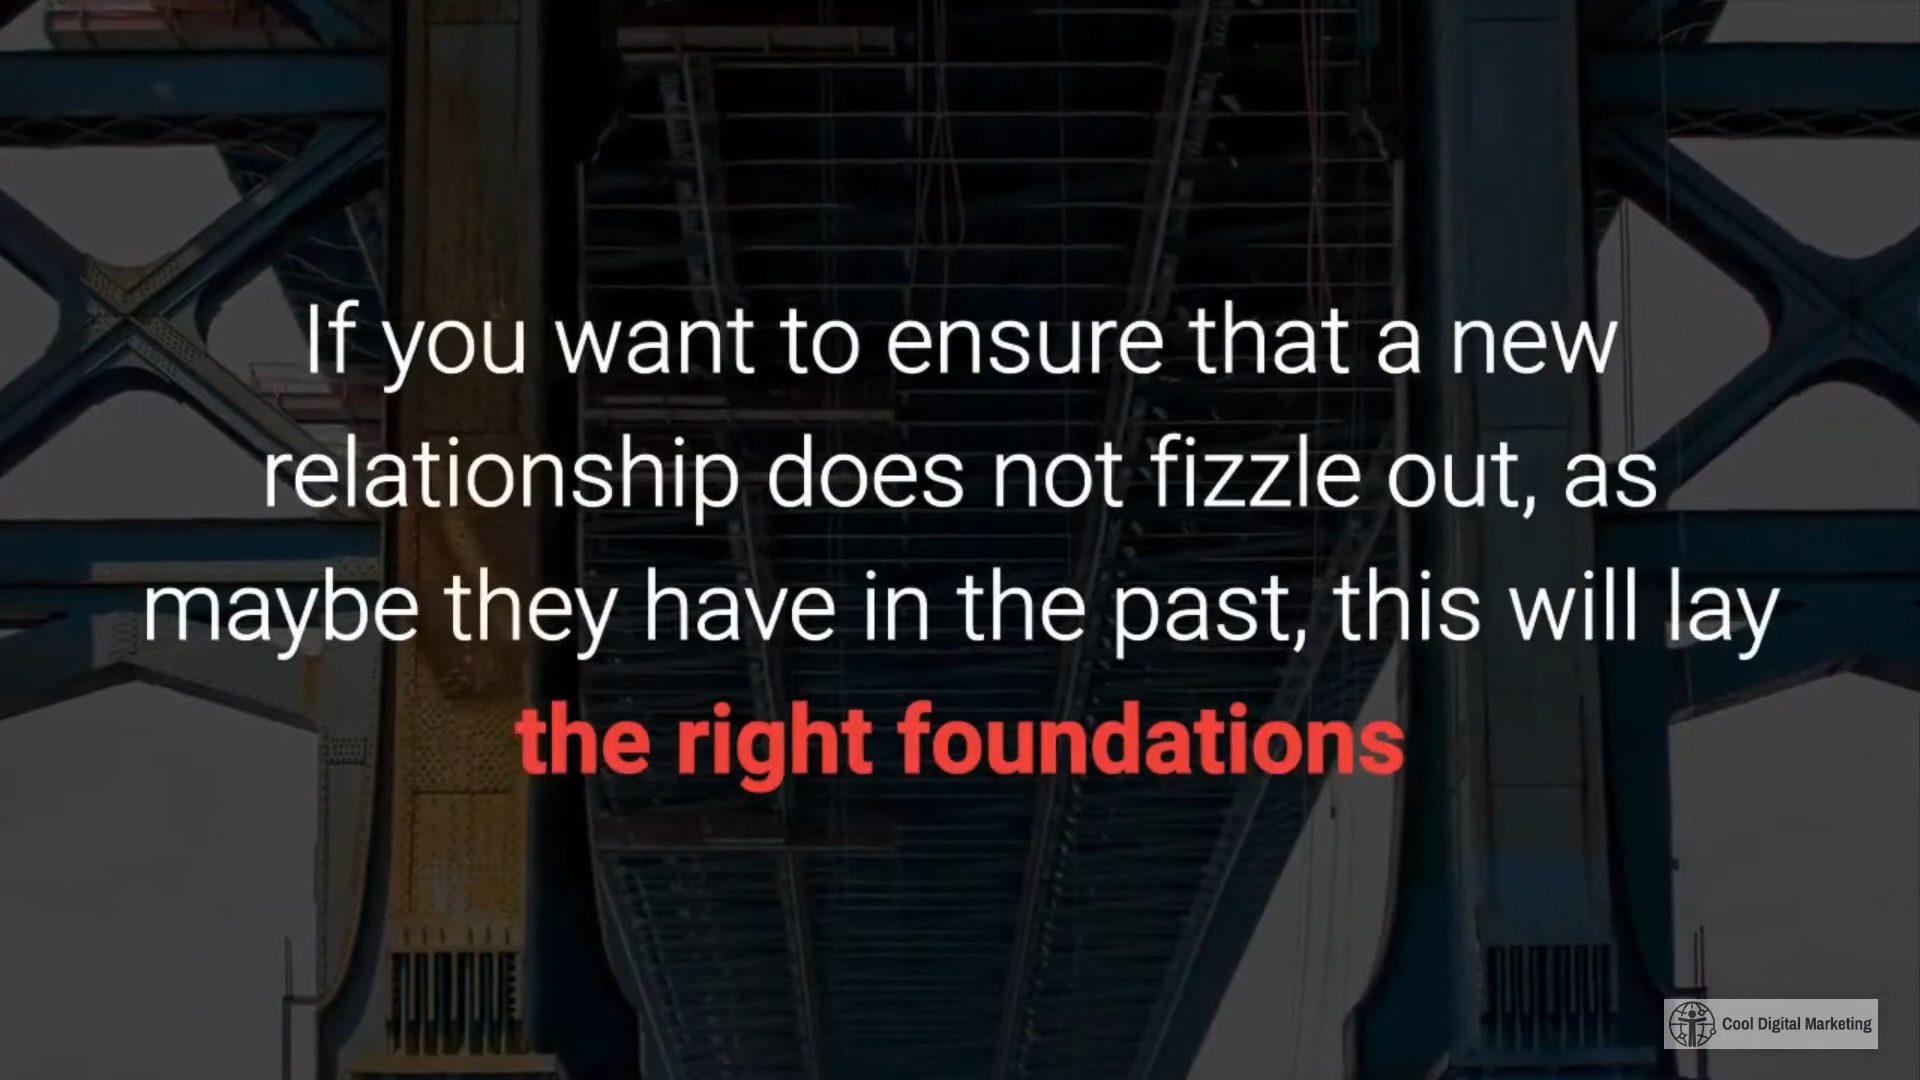 If you want to ensure that a new
relationship does not fizzle out, as
maybe they have in the past, this will lay
the right foundations
Cool Digital Marketing